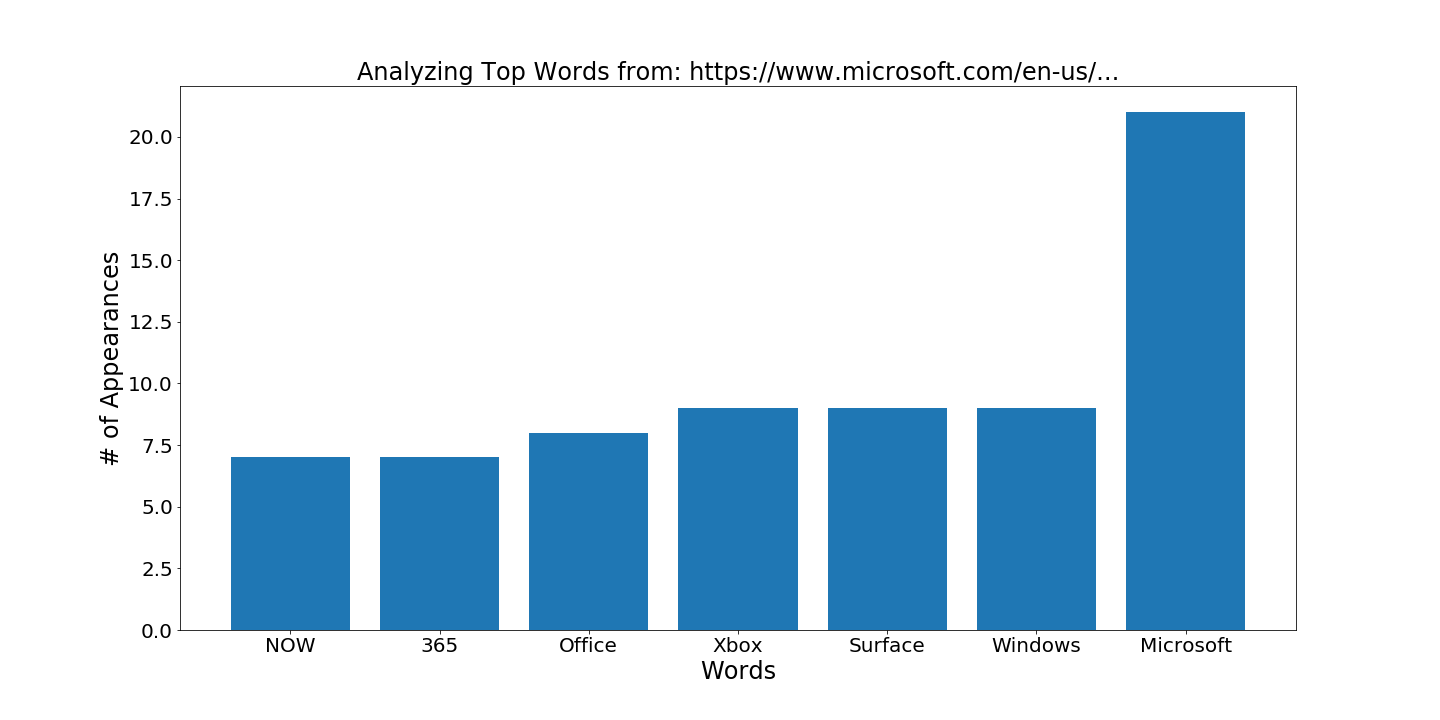 Analyzing Top Words from: https://www.microsoft.com/en-us/...
# of Appearances
20.0
17.5
15.0
12.5
10.0
7.5
5.0
2.5
0.0
NOW 365 Office Xbox Surface Windows Microsoft
Words